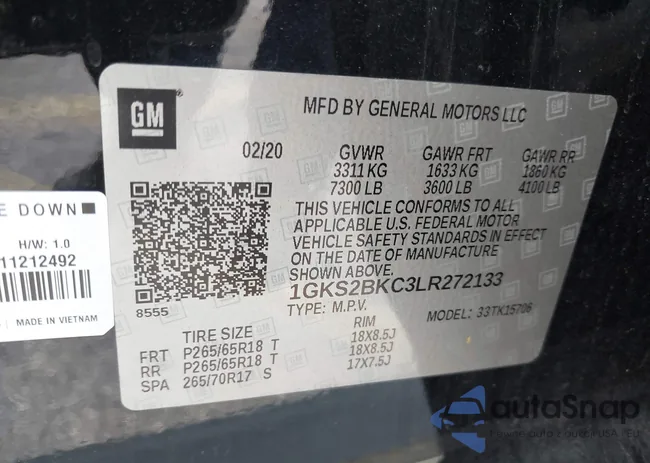 GM
MFD BY GENERAL MOTORS LLC
02/20 GVWR GAWR FRT GAWR RR
3311 KG 1633 KG 1860 KG
7300 LB 3600 LB 4100 LB
THIS VEHICLE CONFORMS TO ALL
APPLICABLE U.S. FEDERAL MOTOR
VEHICLE SAFETY STANDARDS IN EFFECT
ON THE DATE OF MANUFACTURE
SHOWN ABOVE.
1GKS2BKC3LR272133
8555 TYPE: M.P.V. MODEL: 33TK15706
TIRE SIZE RIM
FRT P265/65R18 T 18X8.5J
RR P265/65R18 T 18X8.5J
SPA 265/70R17 S 17X7.5J
E DOWN
H/W: 1.0
11212492
MADE IN VIETNAM
autoSnap